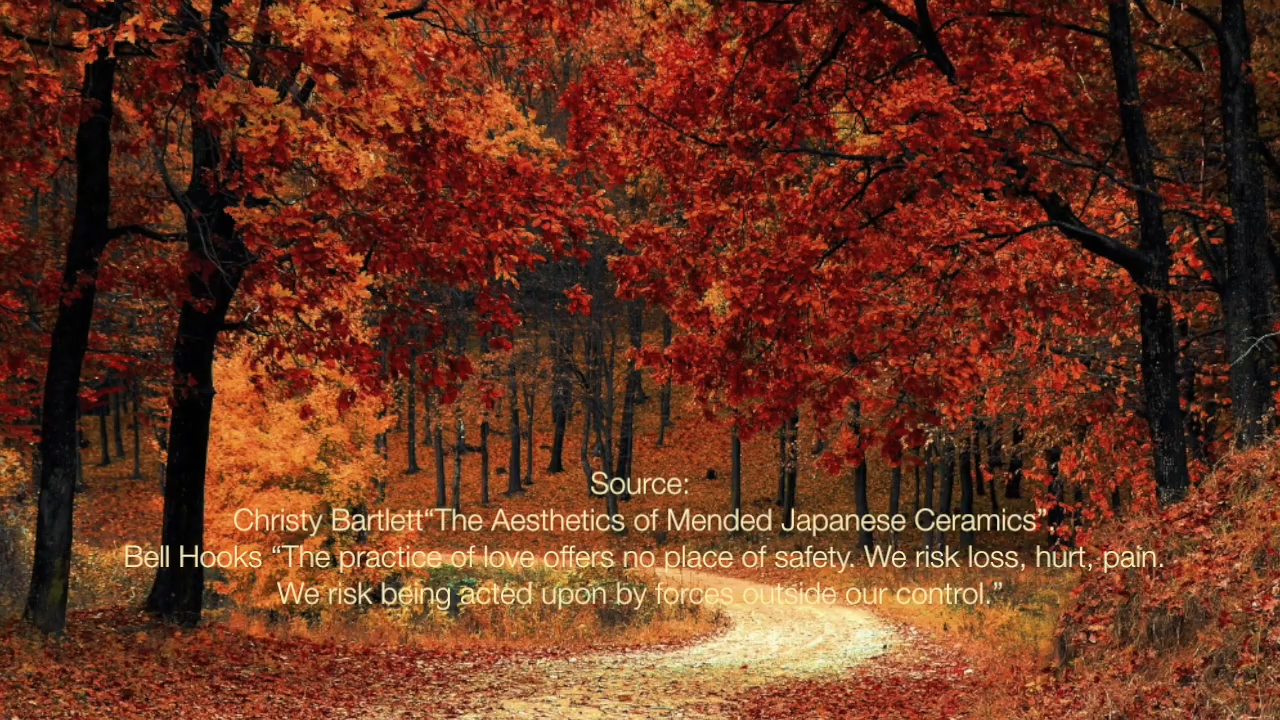 Source:
Christy Bartlett“The Aesthetics of Mended Japanese Ceramics”.
Bell Hooks “The practice of love offers no place of safety. We risk loss, hurt, pain.
We risk being acted upon by forces outside our control.”